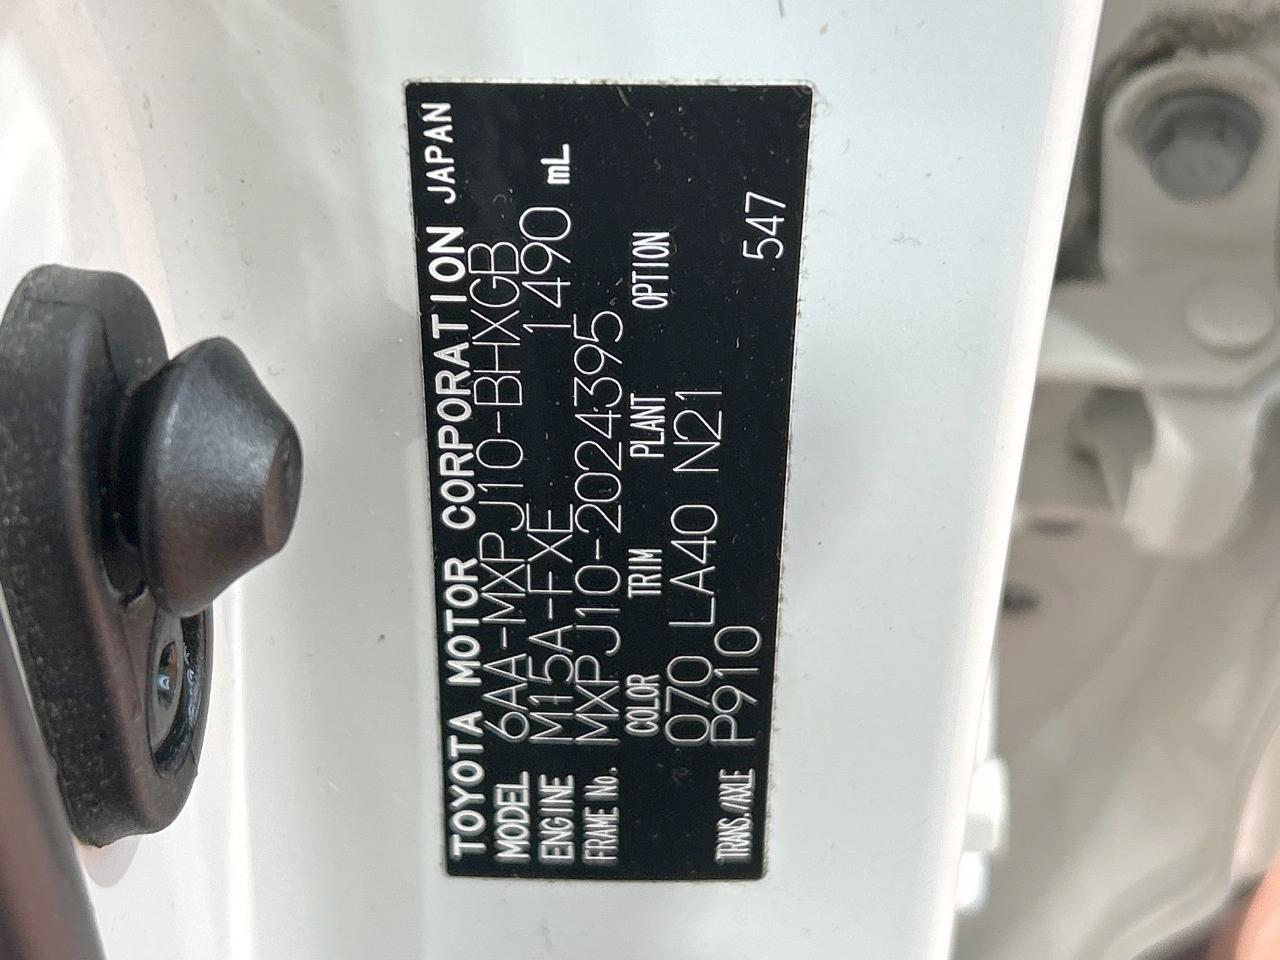 TOYOTA MOTOR CORPORATION JAPAN
MODEL 6AA-MXPJ10-BHXGB
ENGINE M15A-FXE 1490 mL
FRAME No. MXPJ10-2024395
COLOR TRIM PLANT OPTION
070 LA40 N21
TRANS./AXLE P910 547